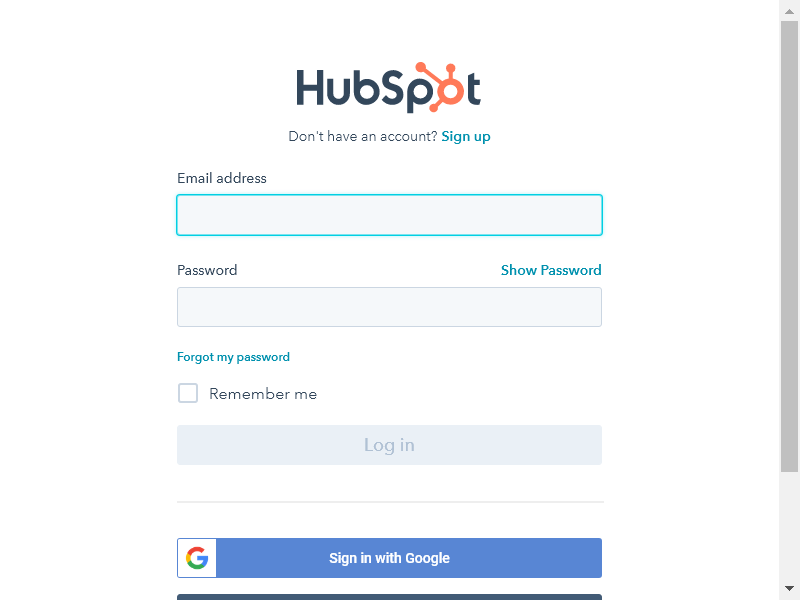 HubSpot
Don't have an account? Sign up
Email address
Password Show Password
Forgot my password
Remember me
Log in
Sign in with Google